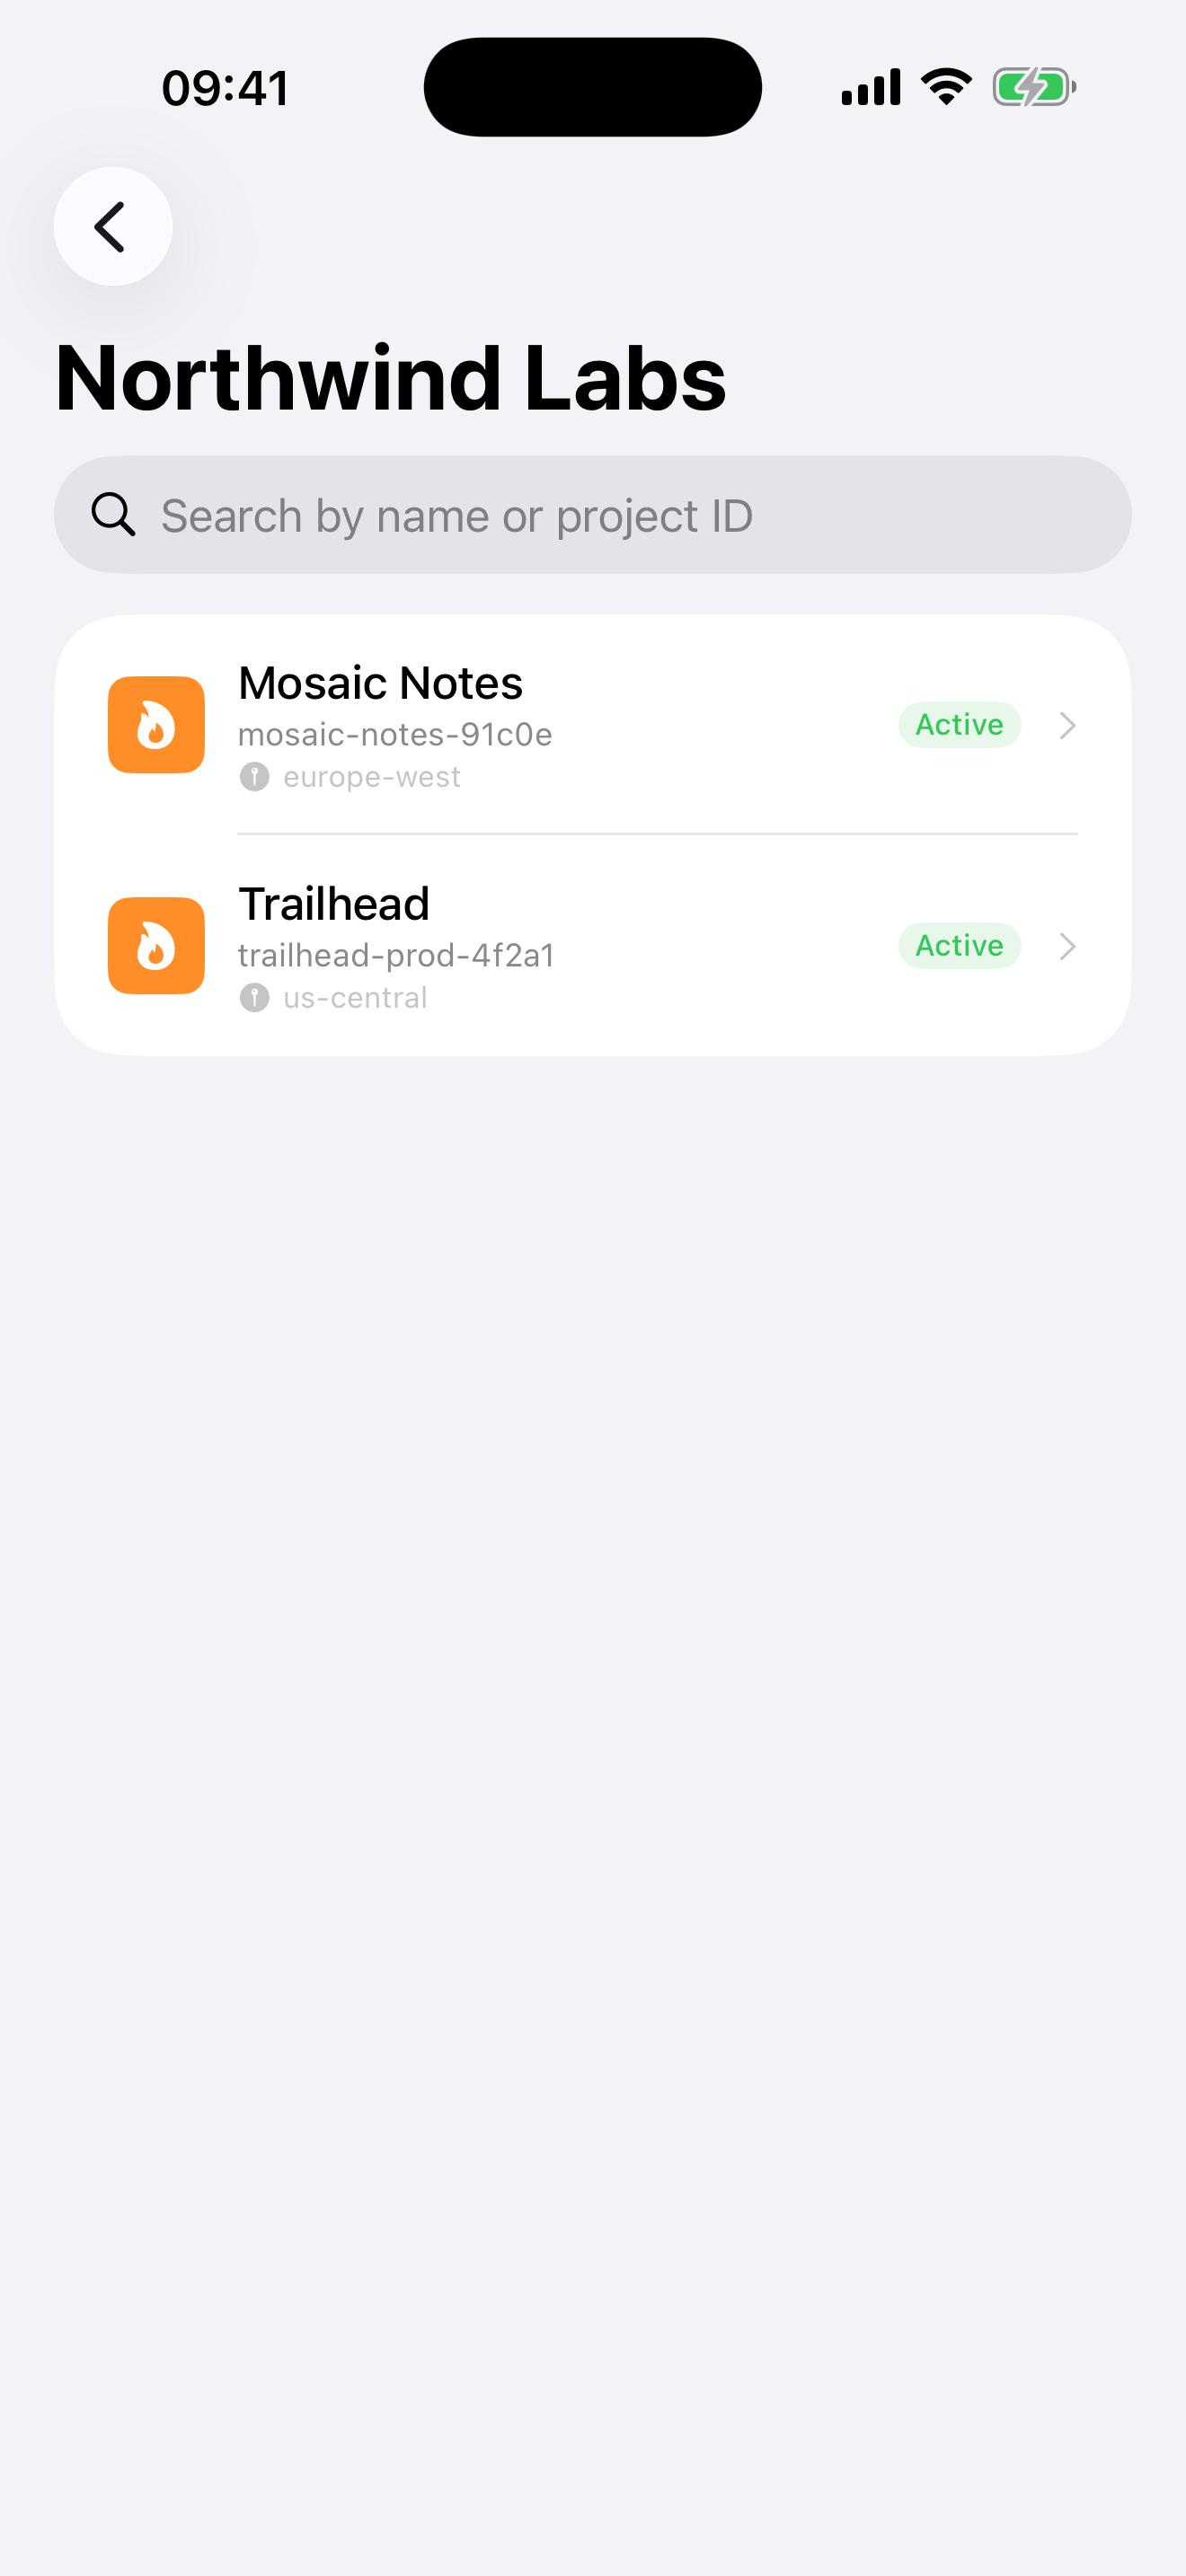 09:41
Northwind Labs
Search by name or project ID
Mosaic Notes
mosaic-notes-91c0e
Active
europe-west
Trailhead
trailhead-prod-4f2a1
Active
us-central